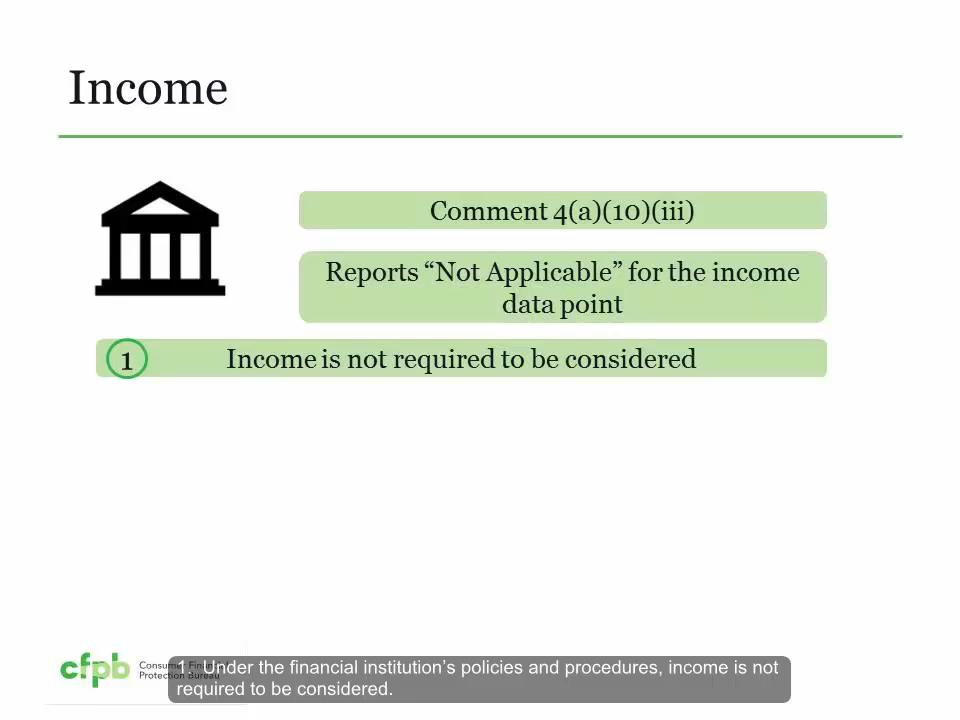 Income
Comment 4(a)(10)(iii)
Reports “Not Applicable” for the income
data point
1 Income is not required to be considered
cfpb
Consumer Financial
Protection Bureau
1. Under the financial institution’s policies and procedures, income is not
required to be considered.